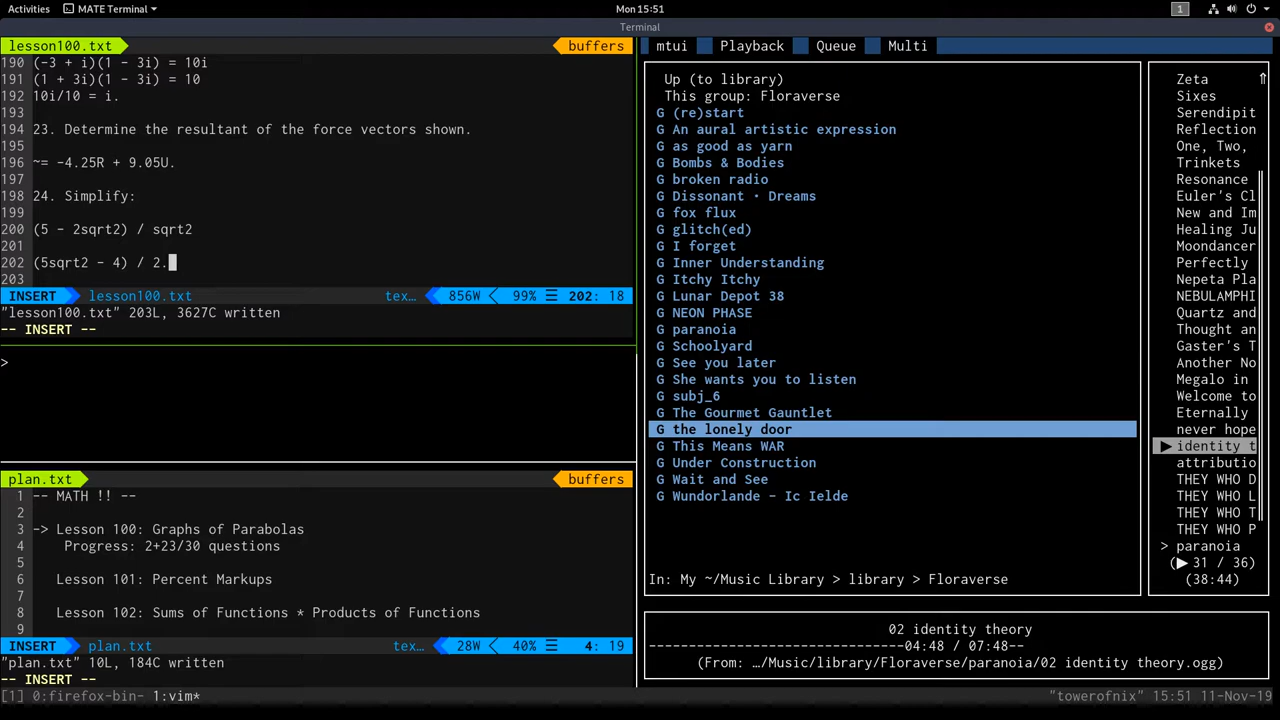 Activities MATE Terminal Mon 15:51 1
Terminal
lesson100.txt buffers
190 (-3 + i)(1 - 3i) = 10i
191 (1 + 3i)(1 - 3i) = 10
192 10i/10 = i.
193
194 23. Determine the resultant of the force vectors shown.
195
196 ~= -4.25R + 9.05U.
197
198 24. Simplify:
199
200 (5 - 2sqrt2) / sqrt2
201
202 (5sqrt2 - 4) / 2.
203
INSERT lesson100.txt tex… 856W 99% ☰ 202: 18
"lesson100.txt" 203L, 3627C written
-- INSERT --
>
plan.txt buffers
1 -- MATH !! --
2
3 -> Lesson 100: Graphs of Parabolas
4 Progress: 2+23/30 questions
5
6 Lesson 101: Percent Markups
7
8 Lesson 102: Sums of Functions * Products of Functions
9
INSERT plan.txt tex… 28W 40% ☰ 4: 19
"plan.txt" 10L, 184C written
-- INSERT --
mtui Playback Queue Multi
Up (to library)
This group: Floraverse
G (re)start
G An aural artistic expression
G as good as yarn
G Bombs & Bodies
G broken radio
G Dissonant · Dreams
G fox flux
G glitch(ed)
G I forget
G Inner Understanding
G Itchy Itchy
G Lunar Depot 38
G NEON PHASE
G paranoia
G Schoolyard
G See you later
G She wants you to listen
G subj_6
G The Gourmet Gauntlet
G the lonely door
G This Means WAR
G Under Construction
G Wait and See
G Wundorlande - Ic Ielde
In: My ~/Music Library > library > Floraverse
Zeta ⇑
Sixes
Serendipit
Reflection
One, Two,
Trinkets
Resonance
Euler's Cl
New and Im
Healing Ju
Moondancer
Perfectly
Nepeta Pla
NEBULAMPHI
Quartz and
Thought an
Gaster's T
Another No
Megalo in
Welcome to
Eternally
never hope
▶ identity t
attributio
THEY WHO D
THEY WHO L
THEY WHO T
THEY WHO P
> paranoia
(▶ 31 / 36)
(38:44)
02 identity theory
--------------------------------04:48 / 07:48--
(From: …/Music/library/Floraverse/paranoia/02 identity theory.ogg)
[1] 0:firefox-bin- 1:vim* "towerofnix" 15:51 11-Nov-19